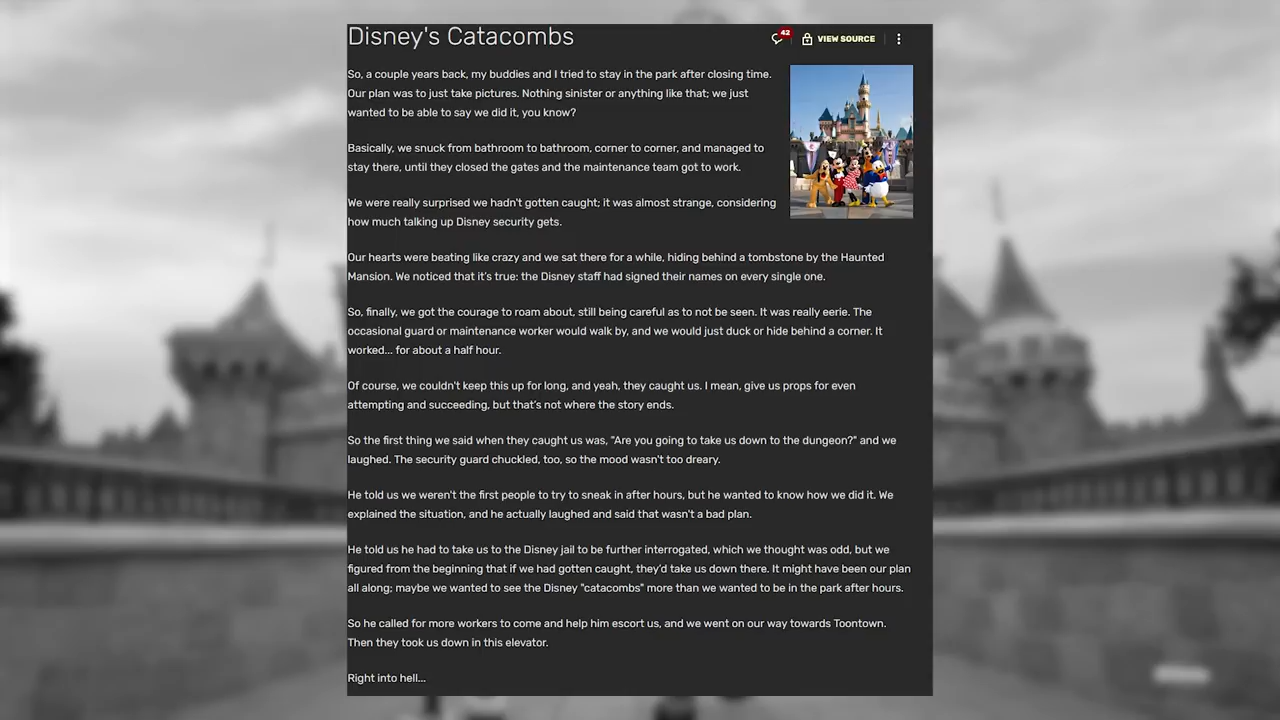 Disney's Catacombs
42
VIEW SOURCE
So, a couple years back, my buddies and I tried to stay in the park after closing time.
Our plan was to just take pictures. Nothing sinister or anything like that; we just
wanted to be able to say we did it, you know?
Basically, we snuck from bathroom to bathroom, corner to corner, and managed to
stay there, until they closed the gates and the maintenance team got to work.
We were really surprised we hadn't gotten caught; it was almost strange, considering
how much talking up Disney security gets.
Our hearts were beating like crazy and we sat there for a while, hiding behind a tombstone by the Haunted
Mansion. We noticed that it's true: the Disney staff had signed their names on every single one.
So, finally, we got the courage to roam about, still being careful as to not be seen. It was really eerie. The
occasional guard or maintenance worker would walk by, and we would just duck or hide behind a corner. It
worked... for about a half hour.
Of course, we couldn't keep this up for long, and yeah, they caught us. I mean, give us props for even
attempting and succeeding, but that's not where the story ends.
So the first thing we said when they caught us was, "Are you going to take us down to the dungeon?" and we
laughed. The security guard chuckled, too, so the mood wasn't too dreary.
He told us we weren't the first people to try to sneak in after hours, but he wanted to know how we did it. We
explained the situation, and he actually laughed and said that wasn't a bad plan.
He told us he had to take us to the Disney jail to be further interrogated, which we thought was odd, but we
figured from the beginning that if we had gotten caught, they'd take us down there. It might have been our plan
all along; maybe we wanted to see the Disney "catacombs" more than we wanted to be in the park after hours.
So he called for more workers to come and help him escort us, and we went on our way towards Toontown.
Then they took us down in this elevator.
Right into hell...